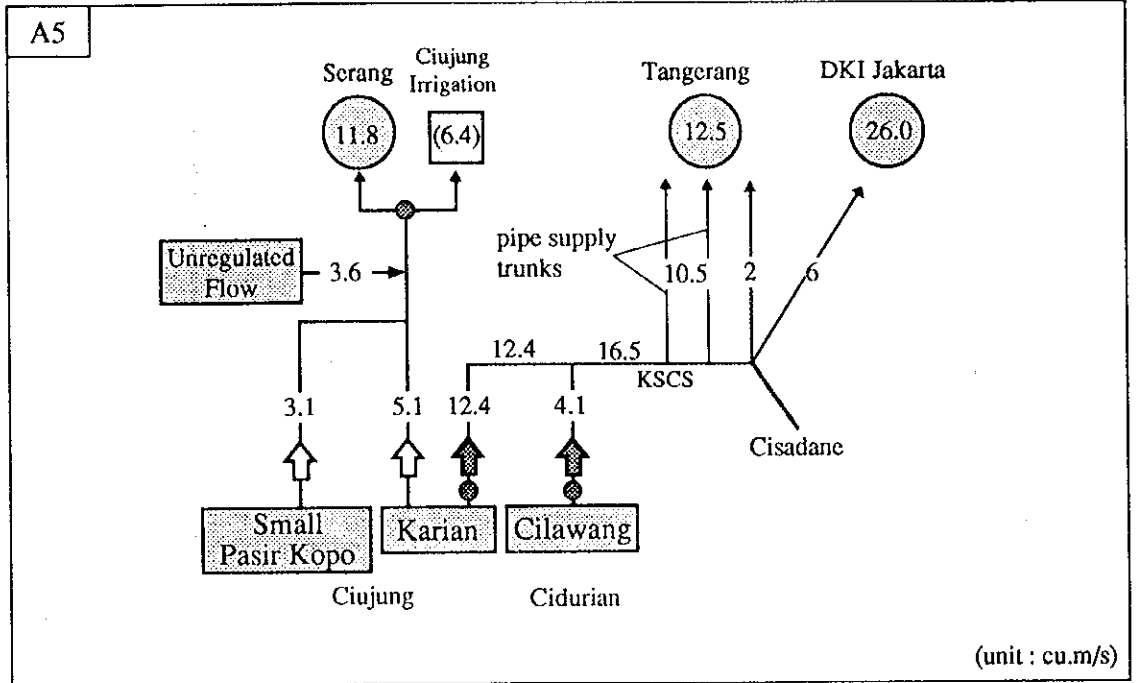 A5
Serang
Ciujung
Irrigation
Tangerang
DKI Jakarta
11.8
(6.4)
12.5
26.0
Unregulated
Flow
3.6
pipe supply
trunks
10.5
2
6
12.4
16.5
KSCS
3.1
5.1
12.4
4.1
Cisadane
Small
Pasir Kopo
Karian
Cilawang
Ciujung
Cidurian
(unit : cu.m/s)